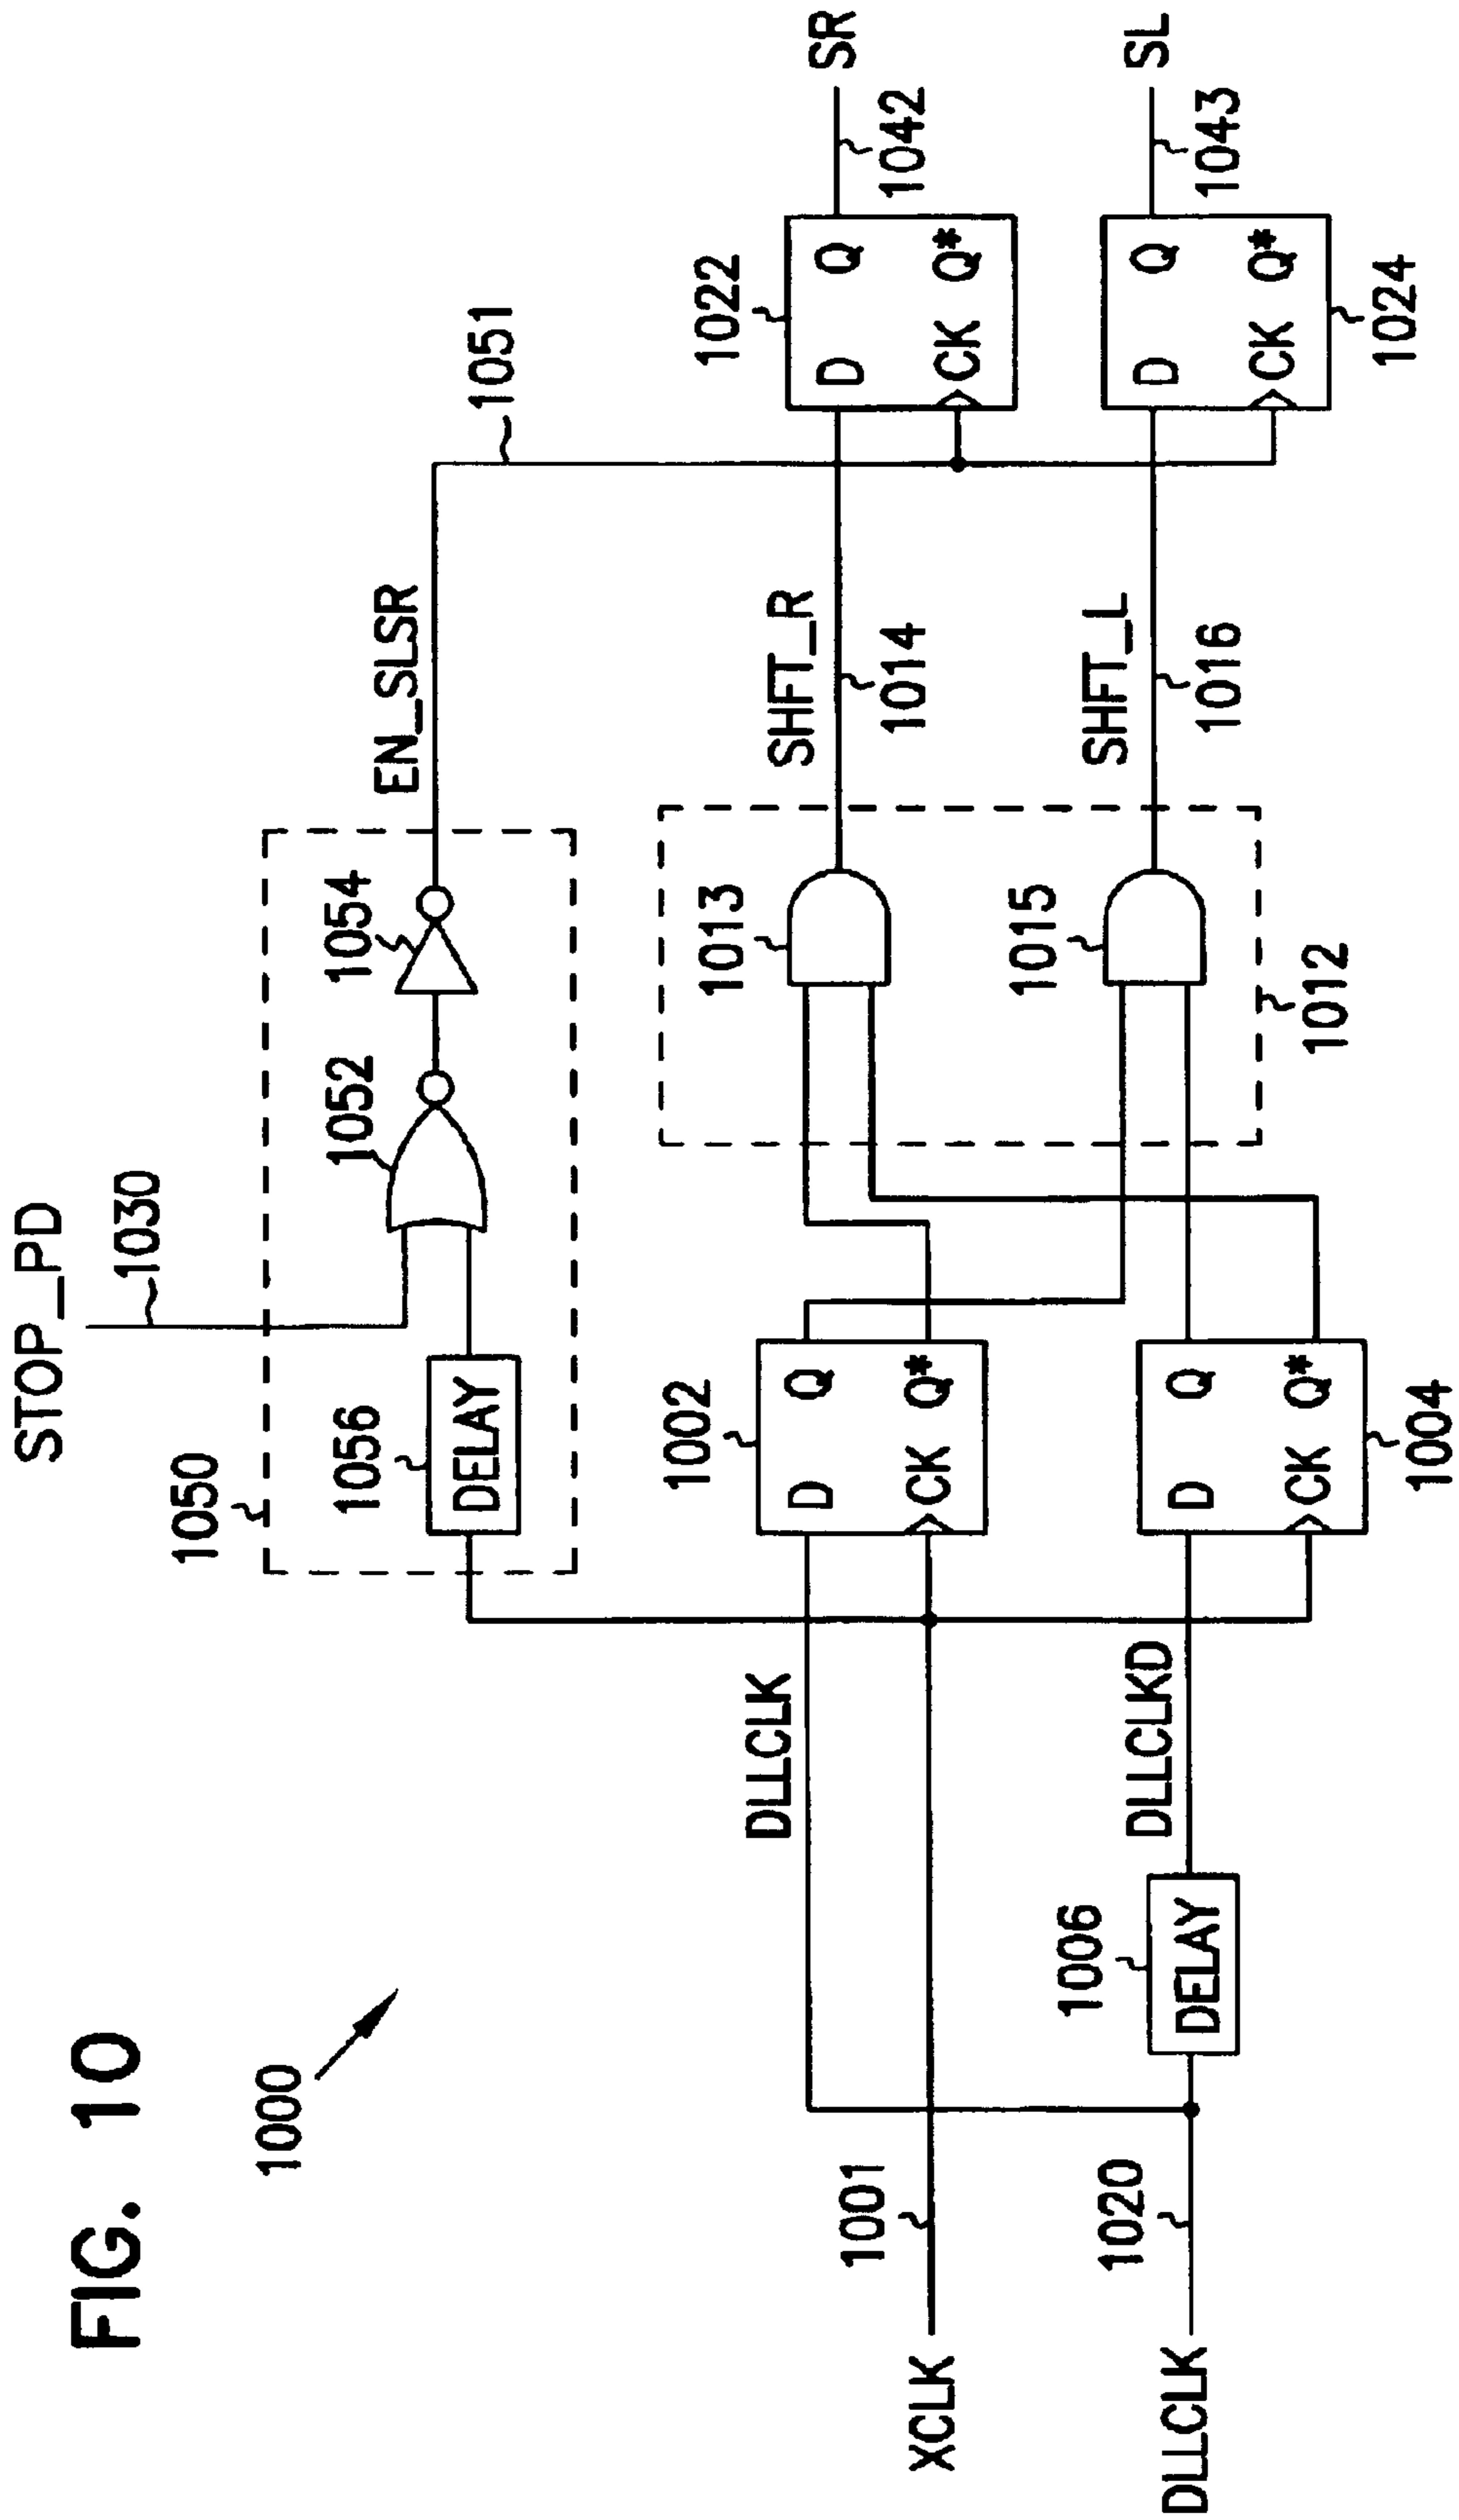 FIG. 10
1000
STOP_PD
1030
1050
1056
DELAY
1052
1054
EN_SLSR
1051
XCLK
1001
DLLCLK
1020
DLLCLK
1006
DELAY
DLLCLKD
1002
D Q
CK Q*
1004
D Q
CK Q*
1013
1015
1012
SHFT_R
1014
SHFT_L
1016
1022
D Q
CK Q*
1024
D Q
CK Q*
SR
1042
SL
1043